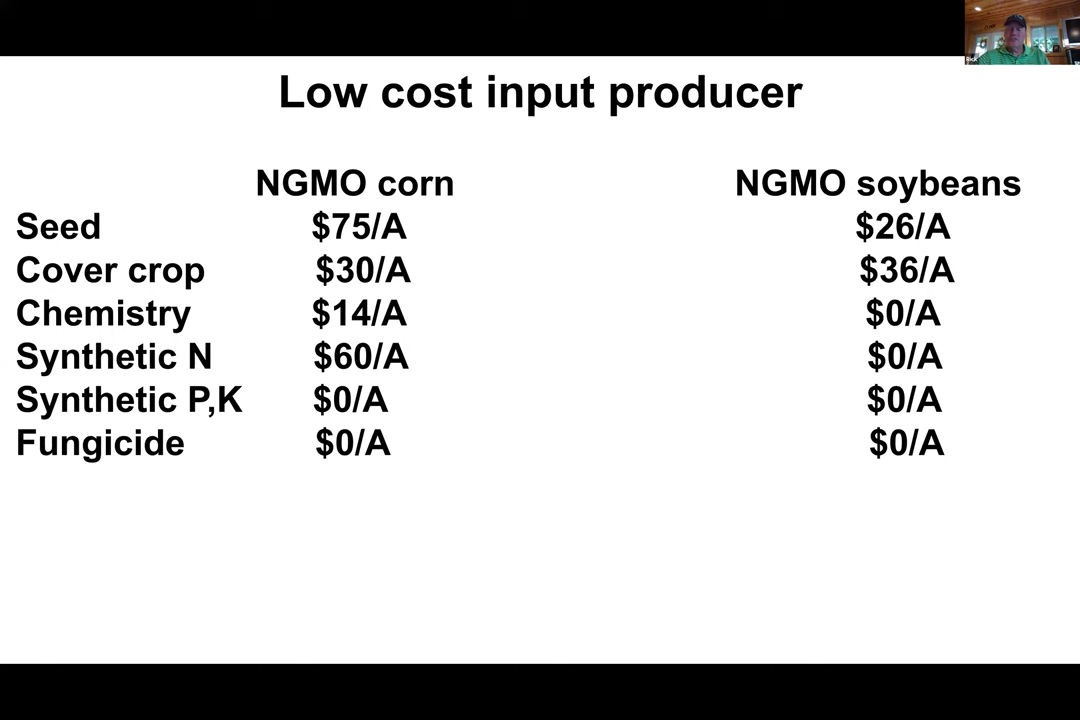 Rick
Low cost input producer
NGMO corn NGMO soybeans
Seed $75/A $26/A
Cover crop $30/A $36/A
Chemistry $14/A $0/A
Synthetic N $60/A $0/A
Synthetic P,K $0/A $0/A
Fungicide $0/A $0/A